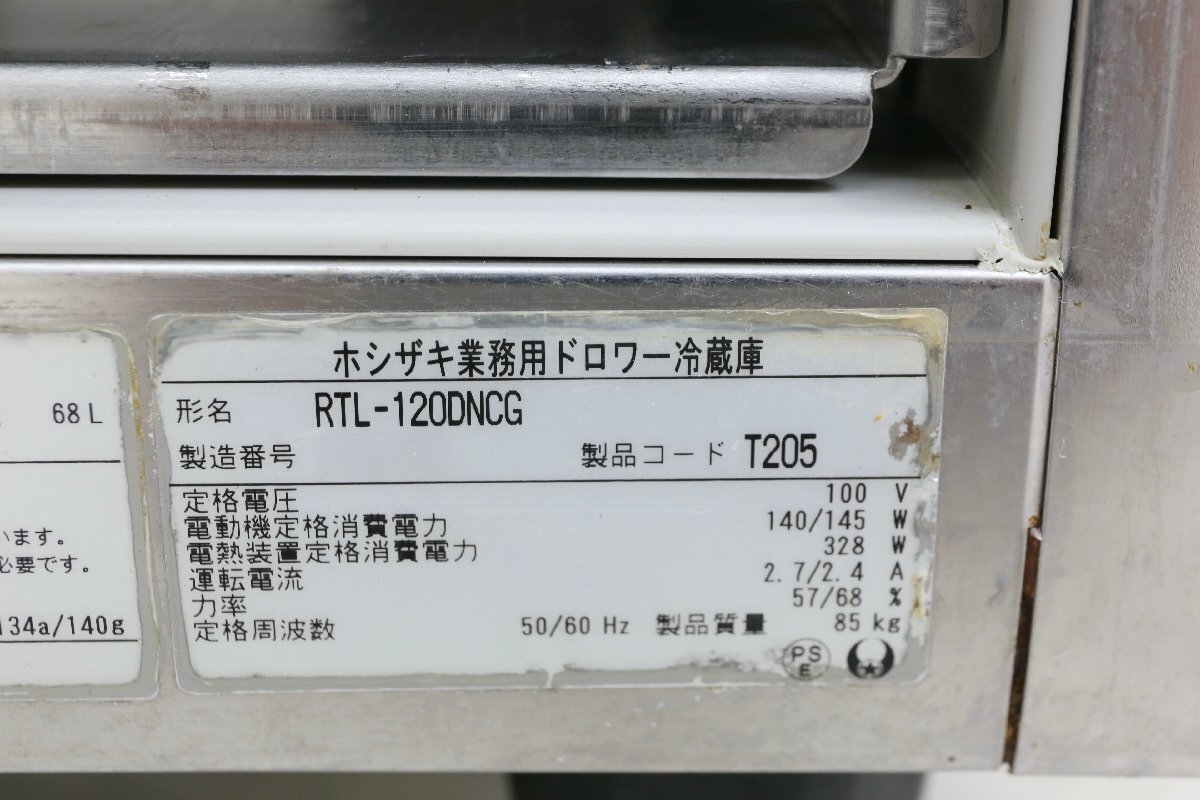 68 L
います。
必要です。
134a/140g
ホシザキ業務用ドロワー冷蔵庫
形名 RTL-120DNCG
製造番号 製品コード T205
定格電圧 100 V
電動機定格消費電力 140/145 W
電熱装置定格消費電力 328 W
運転電流 2.7/2.4 A
力率 57/68 %
定格周波数 50/60 Hz 製品質量 85 kg
PS
E